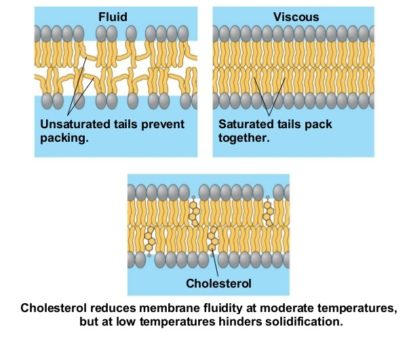 Fluid
Viscous
Unsaturated tails prevent
packing.
Saturated tails pack
together.
Cholesterol
Cholesterol reduces membrane fluidity at moderate temperatures,
but at low temperatures hinders solidification.